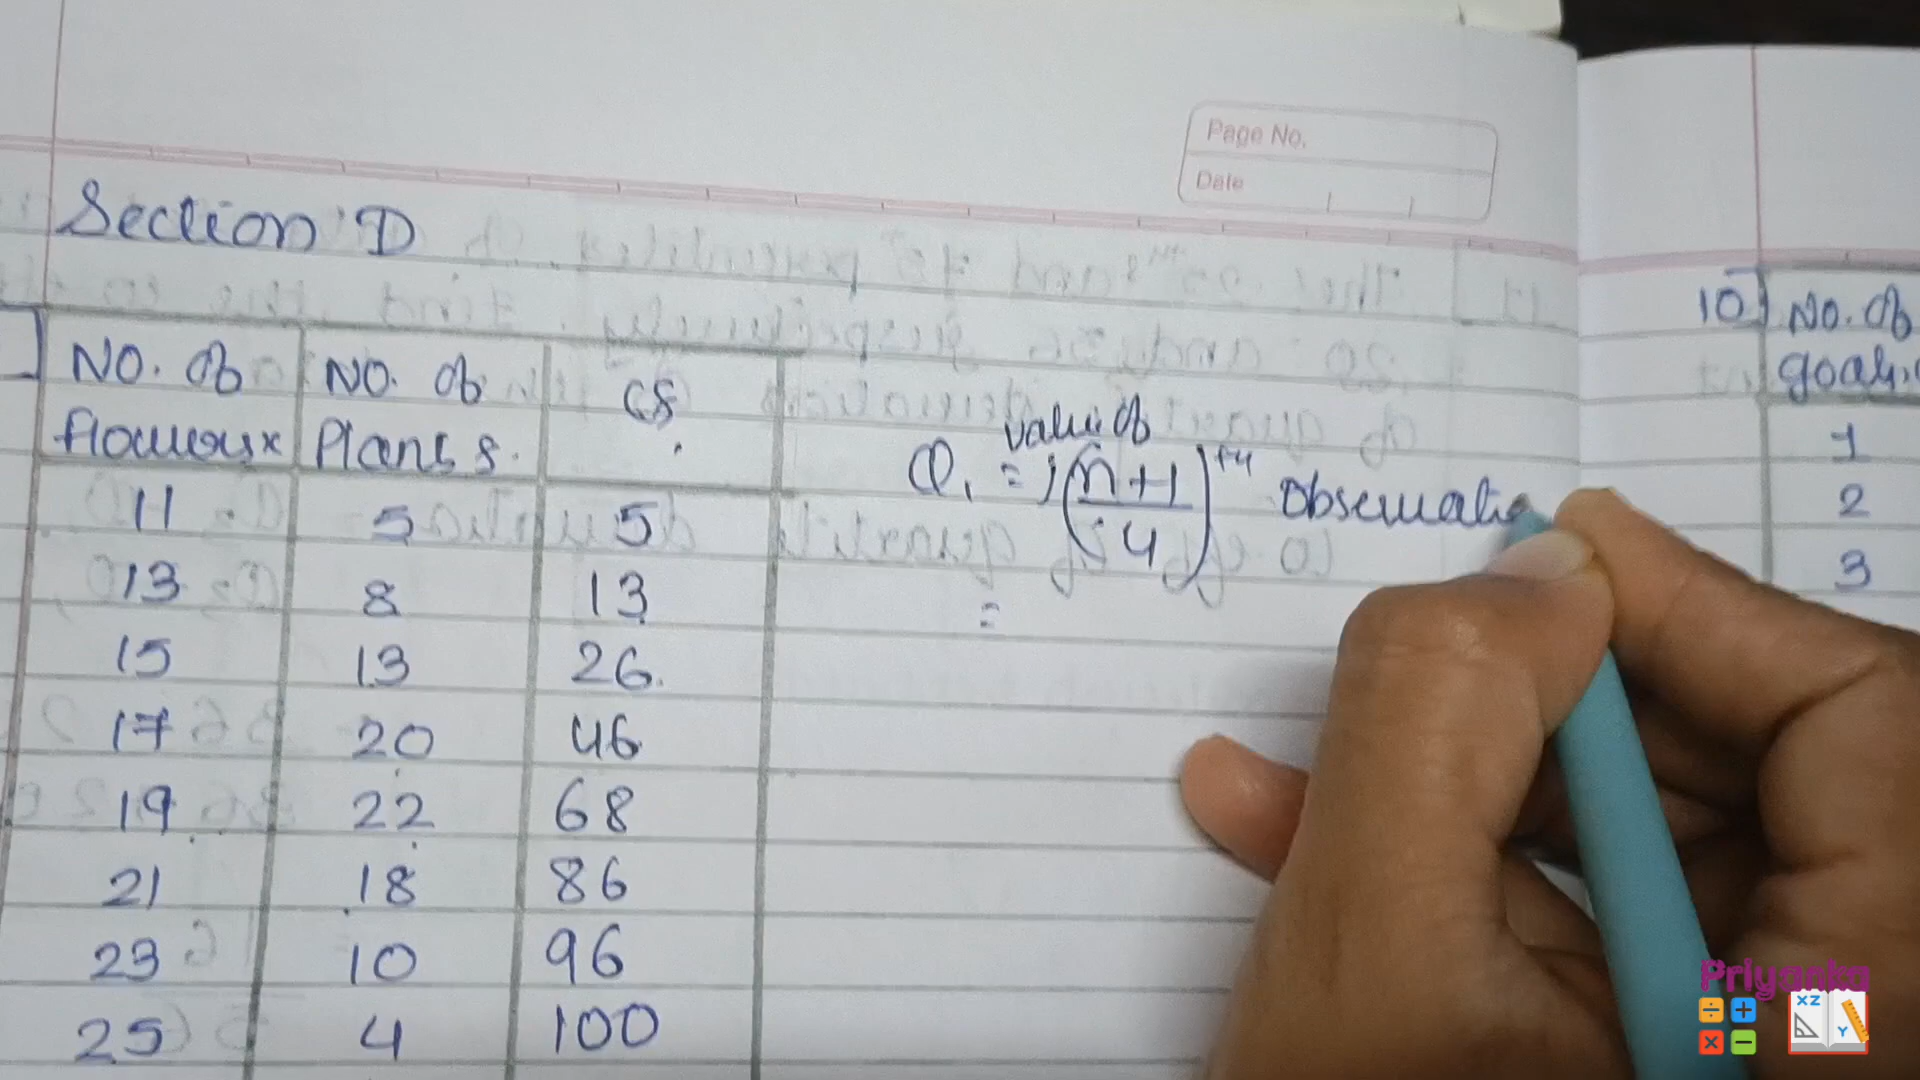 Page No.
Date
Section D
No. of flowers x | No. of Plants | cf
11 5 5
13 8 13
15 13 26
17 20 46
19 22 68
21 18 86
23 10 96
25 4 100
value of
Q1 = (n+1/4)th observatio
=
10] No. of
goals
1
2
3
Priyanka
XZ
Y